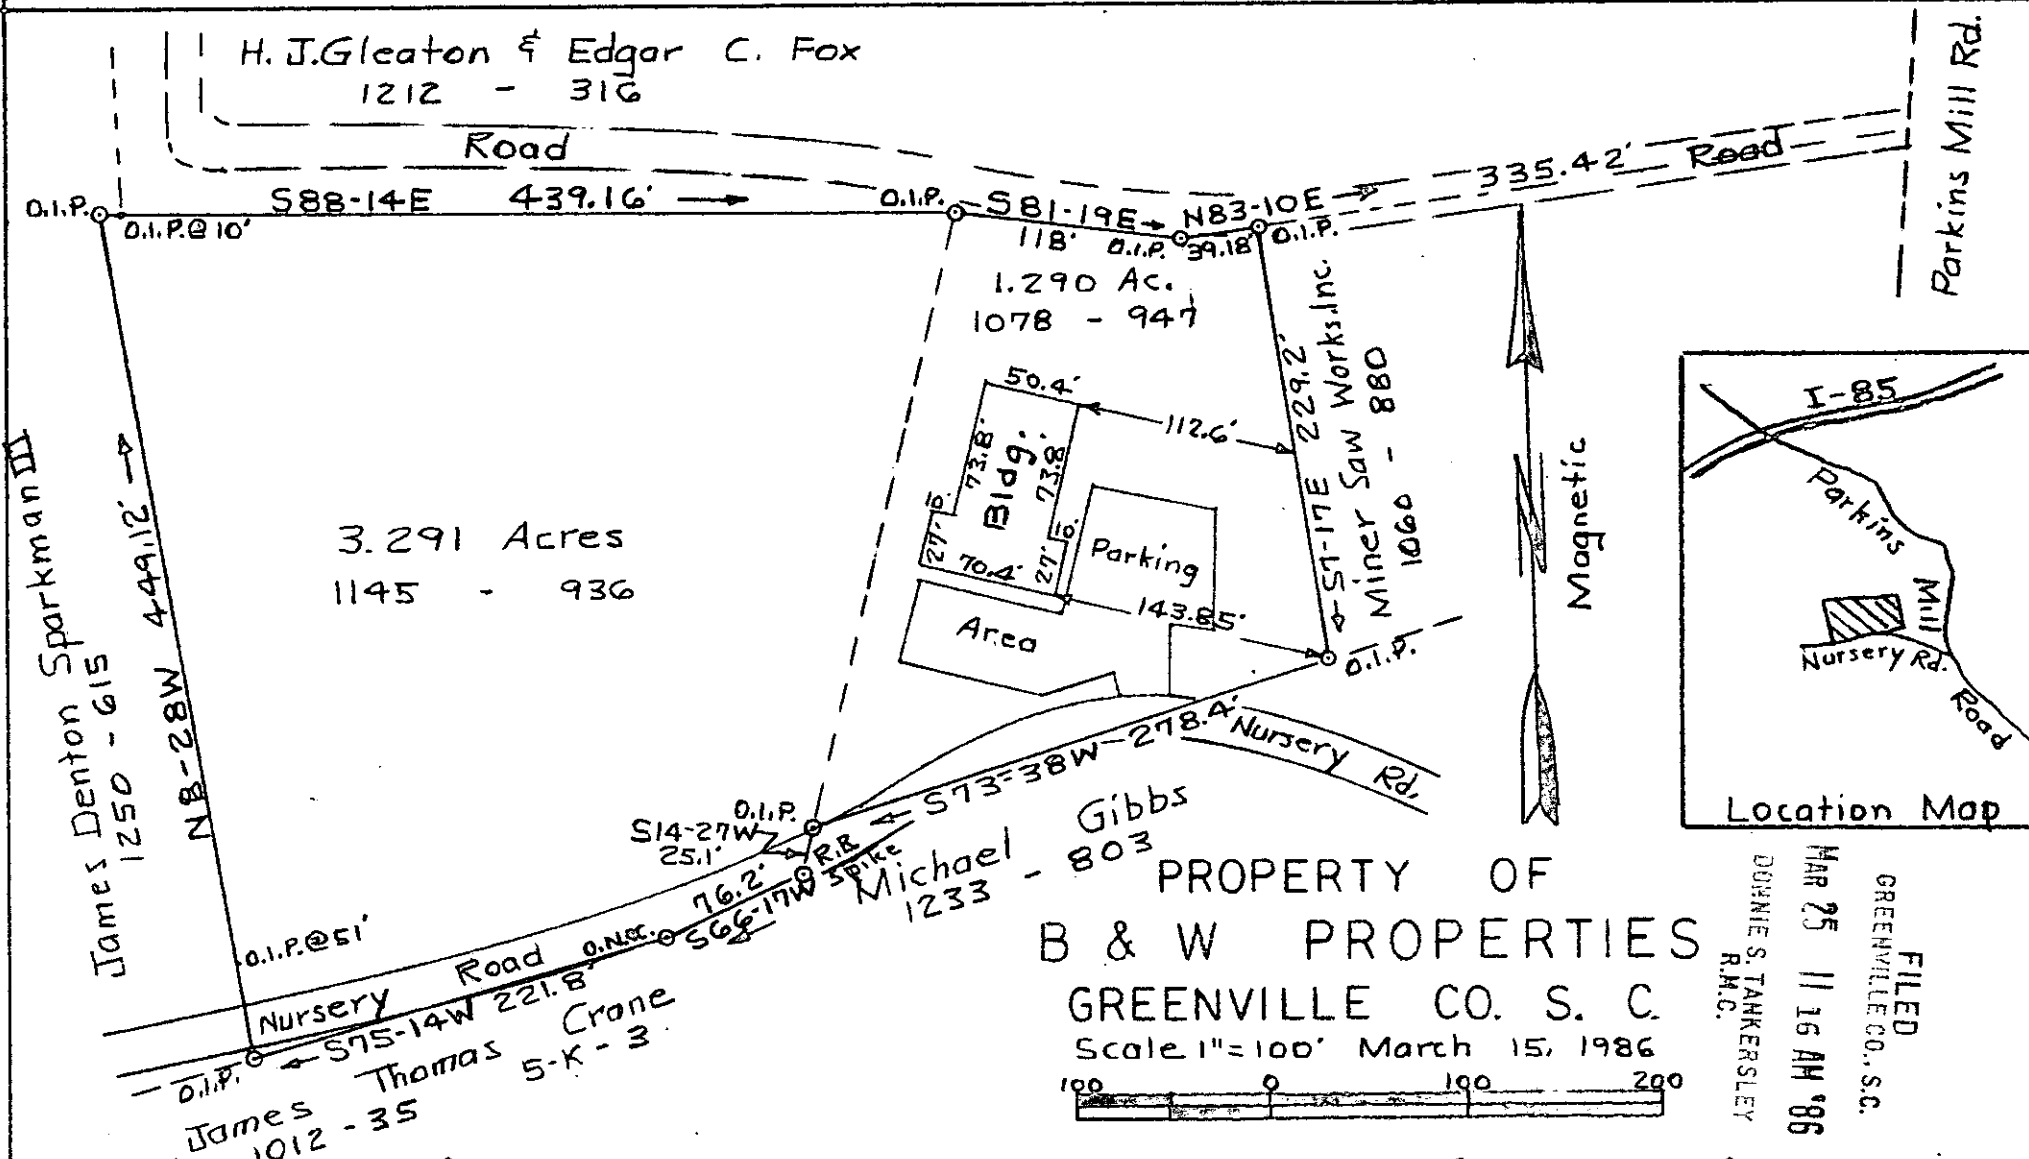 H. J. Gleaton & Edgar C. Fox
1212 - 316
Road
Parkins Mill Rd.
335.42' Road
O.I.P.
O.I.P.@ 10'
S88-14E 439.16'
O.I.P.
S81-19E
118'
O.I.P.
N83-10E
39.18'
O.I.P.
1.290 Ac.
1078 - 947
S7-17E 229.2'
Miner Saw Works,Inc.
1060 - 880
50.4'
112.6'
73.8'
Bldg.
73.8'
10'
27'
70.4'
27'
10'
Parking
143.85'
Area
O.I.P.
Magnetic
I-85
Parkins
Mill
Road
Nursery Rd.
Location Map
James Denton Sparkman III
1250 - 615
N8-28W 449.12'
3.291 Acres
1145 - 936
Nursery Rd.
S73-38W-278.4'
O.I.P.
S14-27W
25.1'
R.R
Spike
Michael Gibbs
1233 - 803
76.2'
S66-17W
O.N.CC.
O.I.P.@51'
Nursery Road
S75-14W 221.8'
O.I.P.
James Thomas Crane
1012 - 35
5-K-3
PROPERTY OF
B & W PROPERTIES
GREENVILLE CO. S. C.
Scale 1"=100' March 15, 1986
100 0 100 200
FILED
GREENVILLE CO., S.C.
MAR 25 11 16 AM '86
DONNIE S. TANKERSLEY
R.M.C.